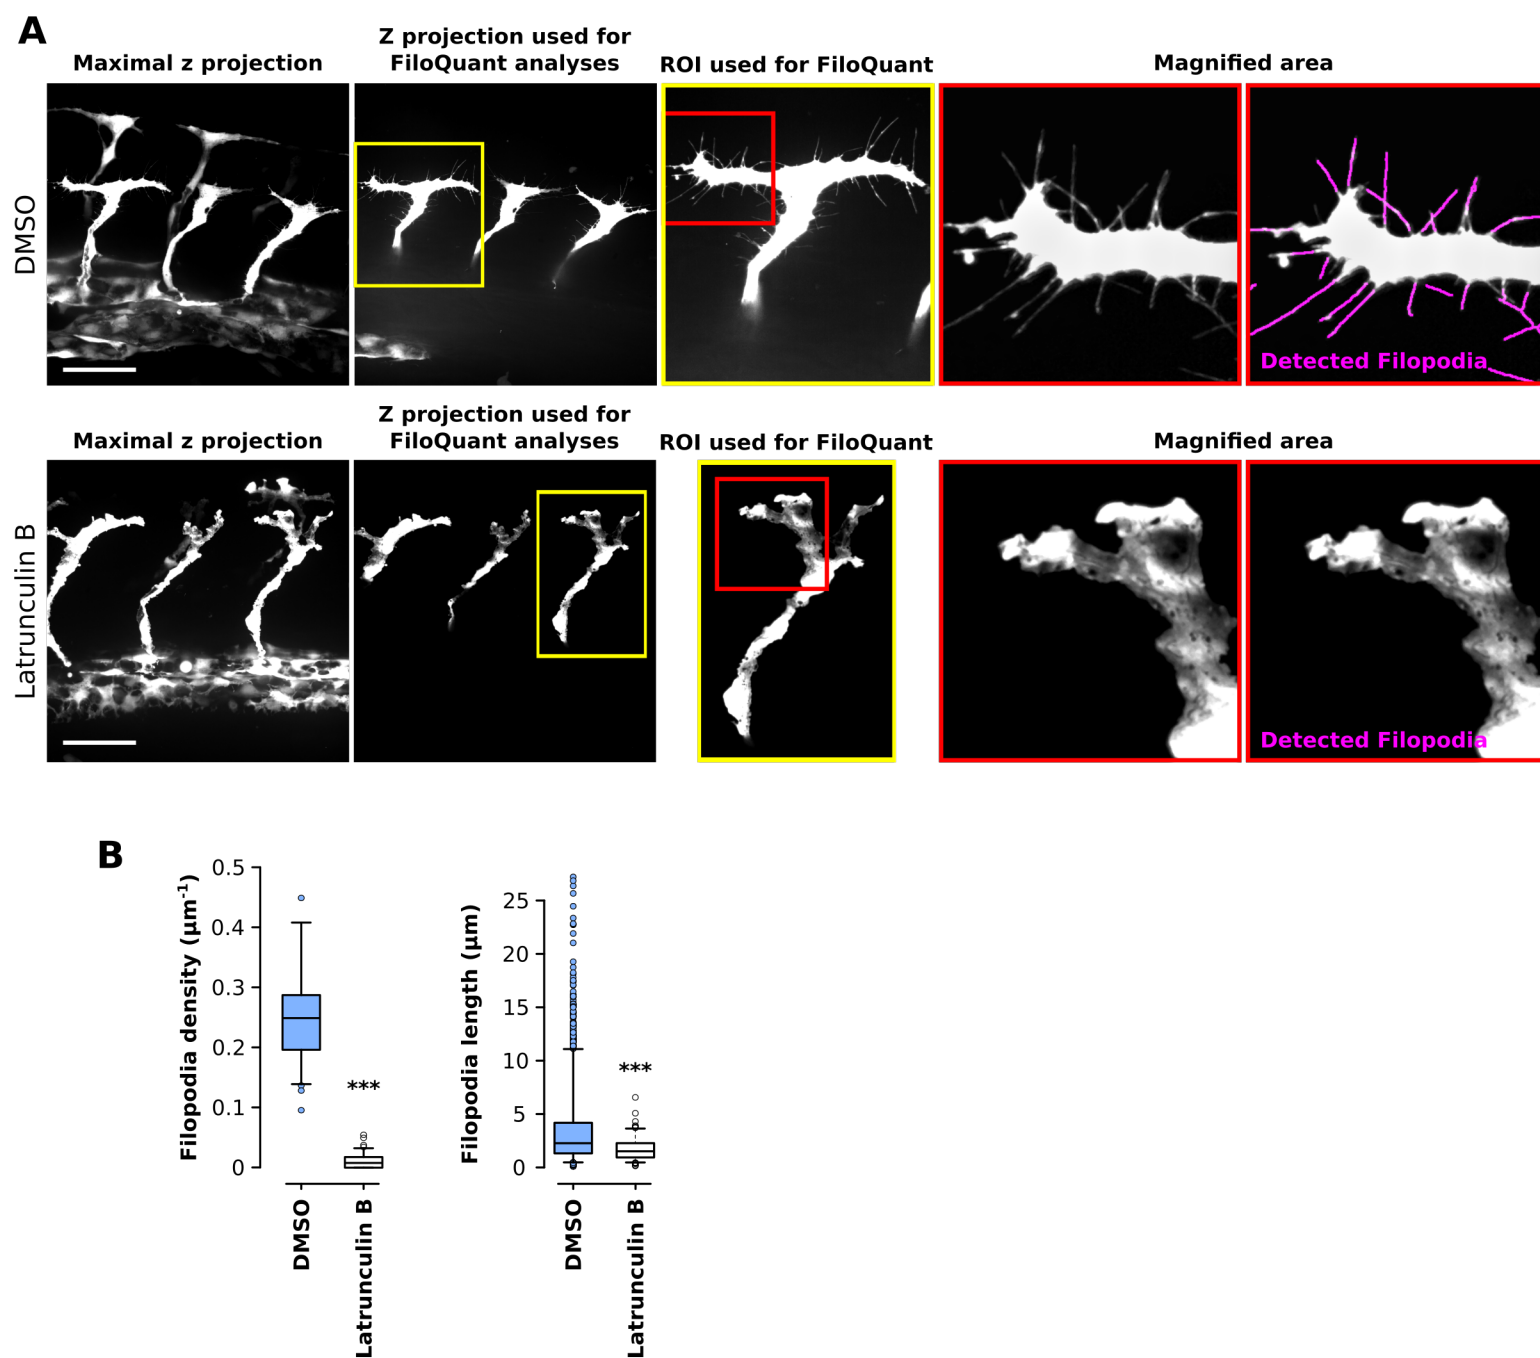 A
Maximal z projection
Z projection used for
FiloQuant analyses
ROI used for FiloQuant
Magnified area
DMSO
Detected Filopodia
Maximal z projection
Z projection used for
FiloQuant analyses
ROI used for FiloQuant
Magnified area
Latrunculin B
Detected Filopodia
B
Filopodia density (µm⁻¹)
0.5
0.4
0.3
0.2
0.1
0
***
DMSO
Latrunculin B
Filopodia length (µm)
25
20
15
10
5
0
***
DMSO
Latrunculin B